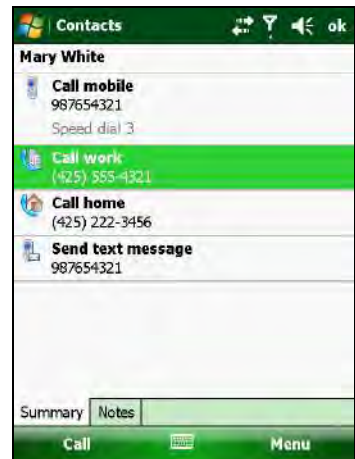 Contacts ok
Mary White
Call mobile
987654321
Speed dial 3
Call work
(425) 555-4321
Call home
(425) 222-3456
Send text message
987654321
Summary Notes
Call Menu